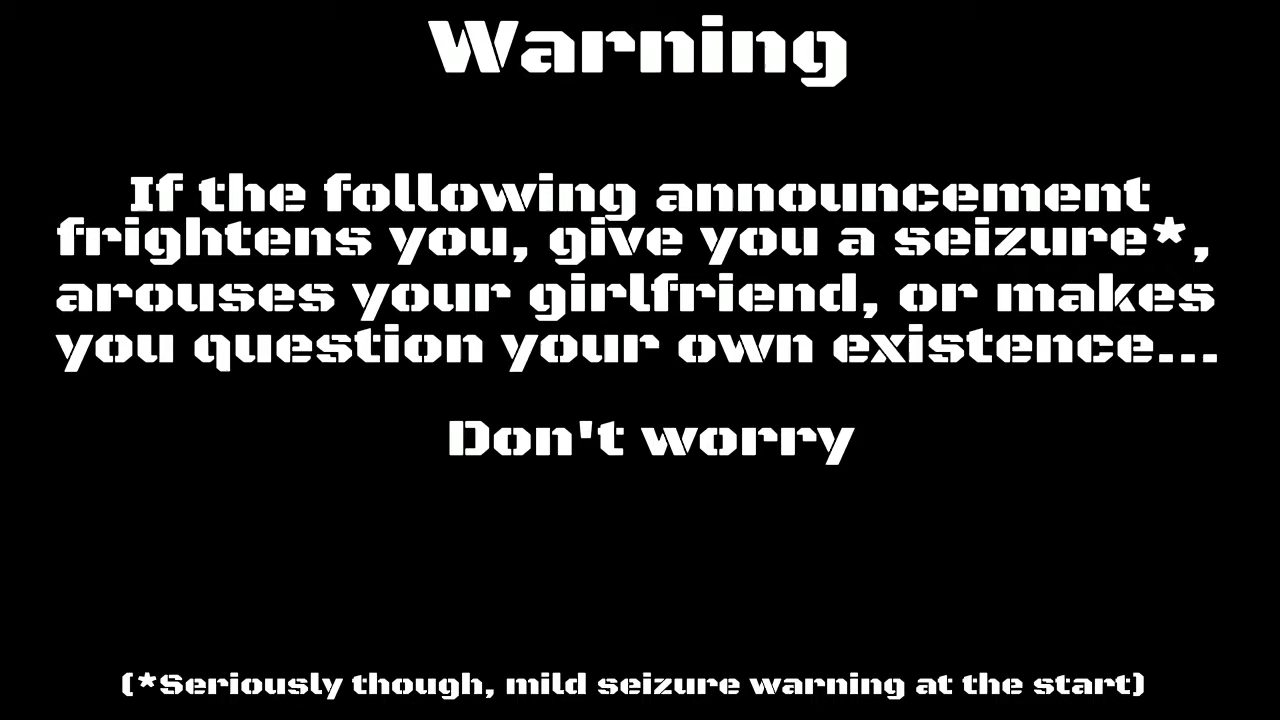 Warning
If the following announcement
frightens you, give you a seizure*,
arouses your girlfriend, or makes
you question your own existence...
Don't worry
(*Seriously though, mild seizure warning at the start)